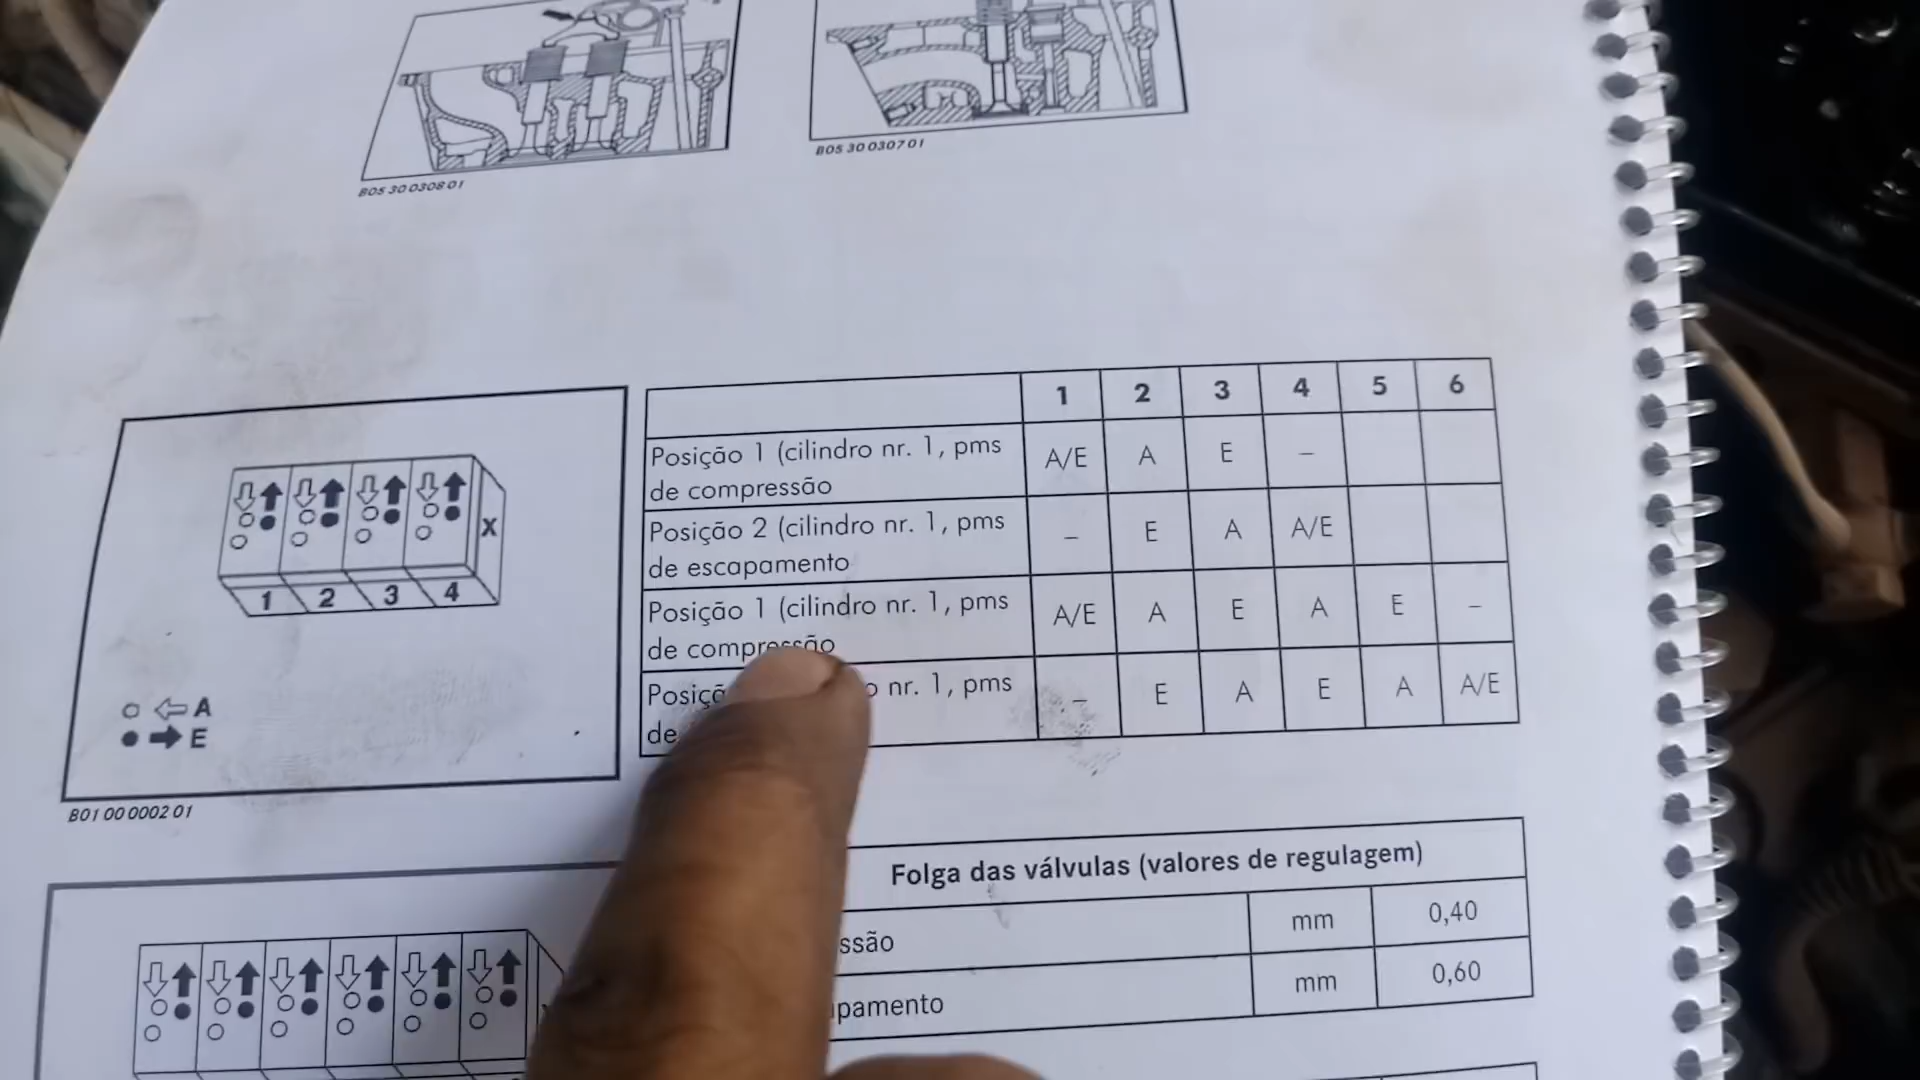 B05 30 0308 01
B05 30 0307 01
1 2 3 4 5 6
Posição 1 (cilindro nr. 1, pms
de compressão
A/E A E –
Posição 2 (cilindro nr. 1, pms
de escapamento
– E A A/E
Posição 1 (cilindro nr. 1, pms
de compressão
A/E A E A E –
nr. 1, pms
de
– E A E A A/E
X
1 2 3 4
A
E
B01 00 0002 01
Folga das válvulas (valores de regulagem)
mm 0,40
mm 0,60